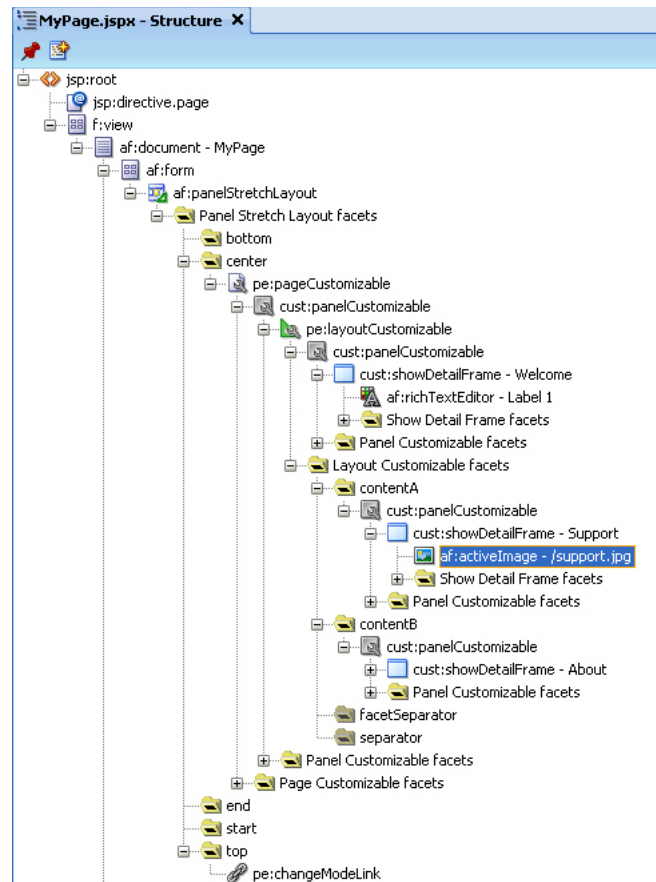 MyPage.jspx - Structure
jsp:root
jsp:directive.page
f:view
af:document - MyPage
af:form
af:panelStretchLayout
Panel Stretch Layout facets
bottom
center
pe:pageCustomizable
cust:panelCustomizable
pe:layoutCustomizable
cust:panelCustomizable
cust:showDetailFrame - Welcome
af:richTextEditor - Label 1
Show Detail Frame facets
Panel Customizable facets
Layout Customizable facets
contentA
cust:panelCustomizable
cust:showDetailFrame - Support
af:activeImage - /support.jpg
Show Detail Frame facets
Panel Customizable facets
contentB
cust:panelCustomizable
cust:showDetailFrame - About
Panel Customizable facets
facetSeparator
separator
Panel Customizable facets
Page Customizable facets
end
start
top
pe:changeModeLink